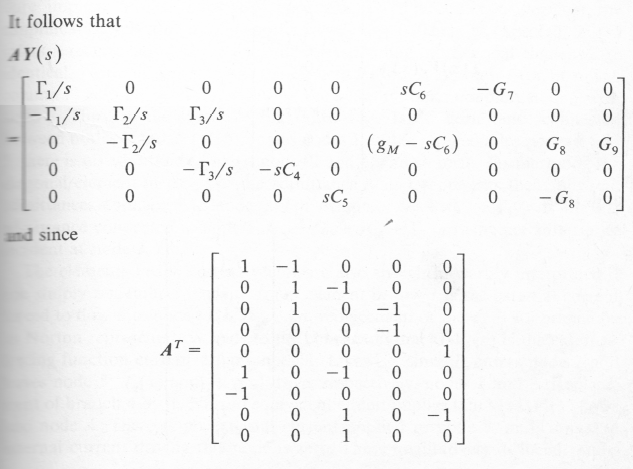 It follows that
AY(s)
= [ Γ₁/s 0 0 0 0 sC₆ −G₇ 0 0
−Γ₁/s Γ₂/s Γ₃/s 0 0 0 0 0 0
0 −Γ₂/s 0 0 0 (g_M − sC₆) 0 G₈ G₉
0 0 −Γ₃/s −sC₄ 0 0 0 0 0
0 0 0 0 sC₅ 0 0 −G₈ 0 ]
and since
Aᵀ = [ 1 −1 0 0 0
0 1 −1 0 0
0 1 0 −1 0
0 0 0 −1 0
0 0 0 0 1
1 0 −1 0 0
−1 0 0 0 0
0 0 1 0 −1
0 0 1 0 0 ]